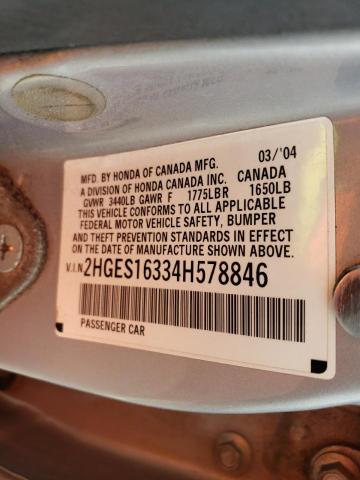 MFD. BY HONDA OF CANADA MFG. 03/'04
A DIVISION OF HONDA CANADA INC. CANADA
GVWR 3440LB GAWR F 1775LB R 1650LB
THIS VEHICLE CONFORMS TO ALL APPLICABLE
FEDERAL MOTOR VEHICLE SAFETY, BUMPER
AND THEFT PREVENTION STANDARDS IN EFFECT
ON THE DATE OF MANUFACTURE SHOWN ABOVE.
V.I.N 2HGES16334H578846
PASSENGER CAR